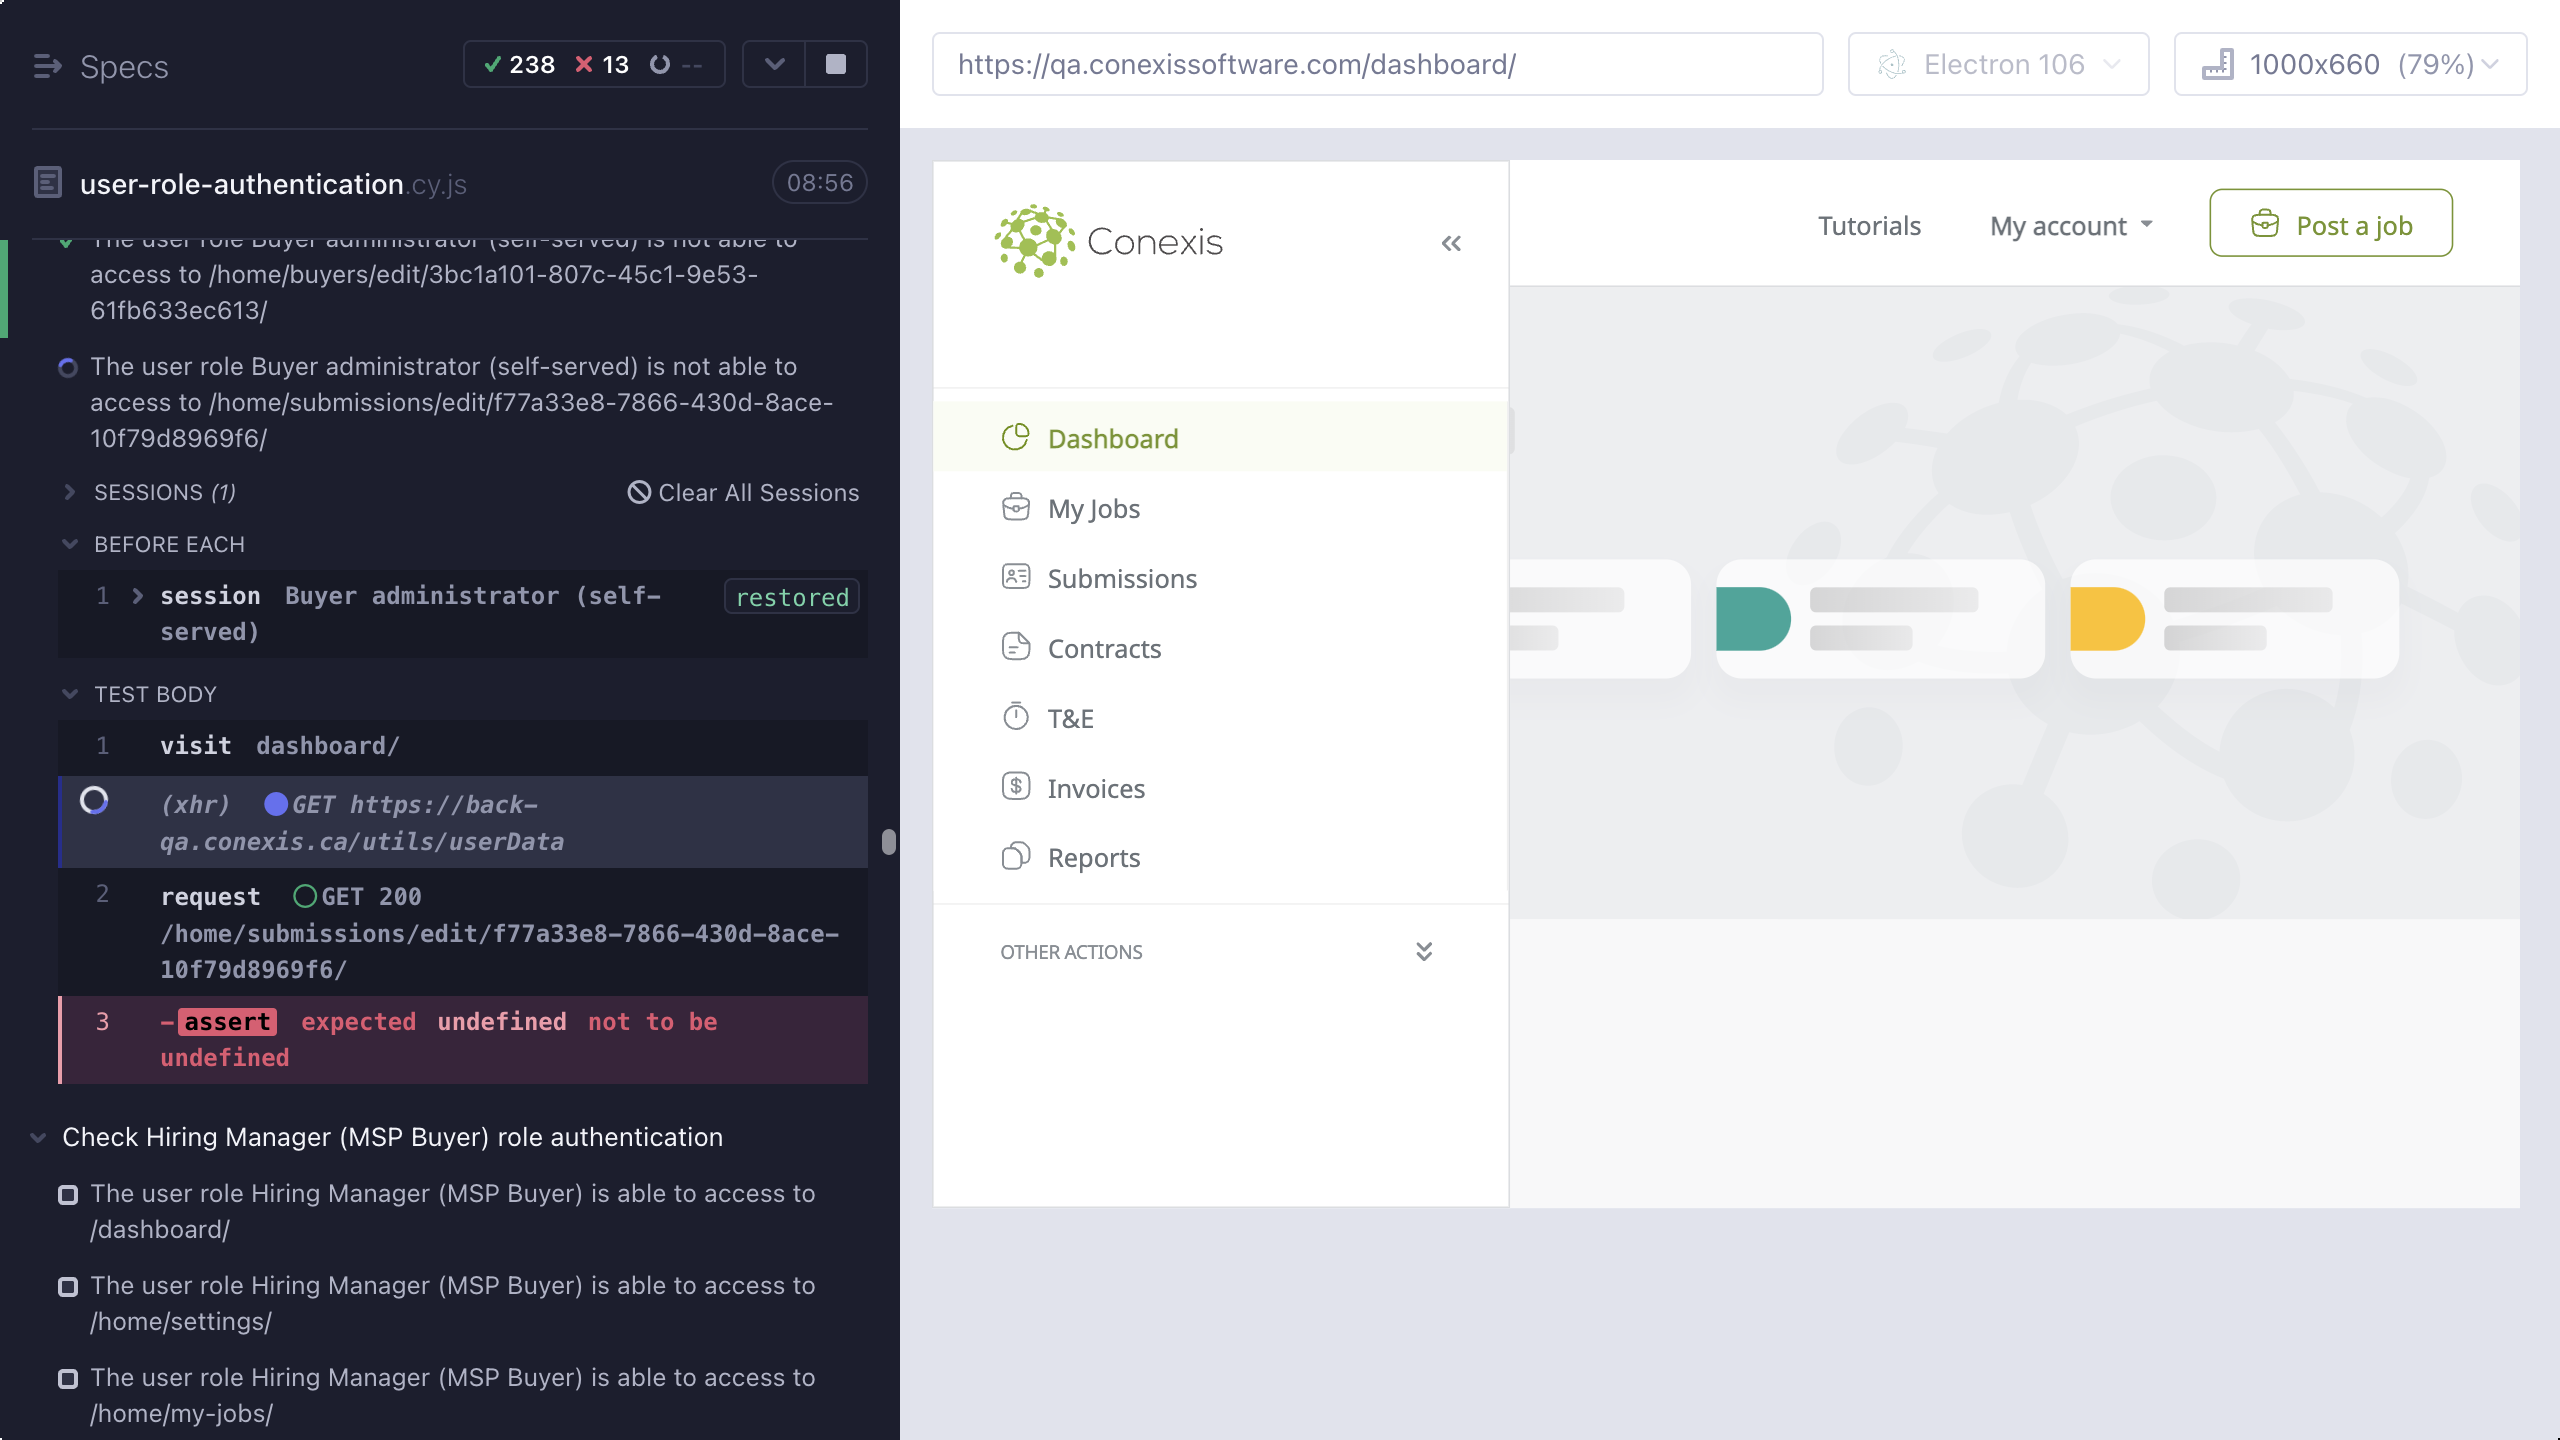 Specs
238
13
--
user-role-authentication.cy.js
08:56
The user role Buyer administrator (self-served) is not able to
access to /home/buyers/edit/3bc1a101-807c-45c1-9e53-
61fb633ec613/
The user role Buyer administrator (self-served) is not able to
access to /home/submissions/edit/f77a33e8-7866-430d-8ace-
10f79d8969f6/
SESSIONS (1)
Clear All Sessions
BEFORE EACH
1 session Buyer administrator (self-
served)
restored
TEST BODY
1 visit dashboard/
(xhr) GET https://back-
qa.conexis.ca/utils/userData
2 request GET 200
/home/submissions/edit/f77a33e8-7866-430d-8ace-
10f79d8969f6/
3 -assert expected undefined not to be
undefined
Check Hiring Manager (MSP Buyer) role authentication
The user role Hiring Manager (MSP Buyer) is able to access to
/dashboard/
The user role Hiring Manager (MSP Buyer) is able to access to
/home/settings/
The user role Hiring Manager (MSP Buyer) is able to access to
/home/my-jobs/
https://qa.conexissoftware.com/dashboard/
Electron 106
1000x660 (79%)
Conexis
Tutorials
My account
Post a job
Dashboard
My Jobs
Submissions
Contracts
T&E
Invoices
Reports
OTHER ACTIONS